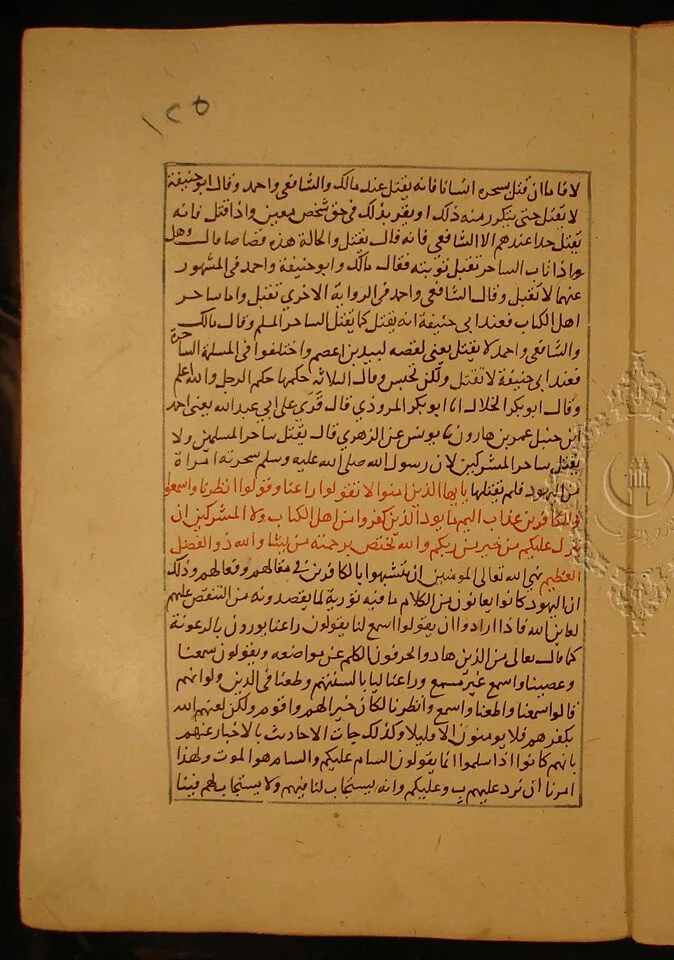 ١٢٥
لا فاما ان قتل بسحره انسانا فانه يقتل عند مالك والشافعي واحمد وقال ابو حنيفة
لا يقتل حتى يتكرر منه ذلك او يقر بذلك في حق شخص معين واذا قتل فانه
يقتل حدا عندهم الا الشافعي فانه قال يقتل والحالة هذه قصاصا قال وهل
واذا تاب الساحر تقبل توبته فقال مالك وابو حنيفة واحمد في المشهور
عنهما لا تقبل وقال الشافعي واحمد في الرواية الاخري تقبل واما ساحر
اهل الكتاب فعند ابي حنيفة انه يقتل كما يقتل الساحر المسلم وقال مالك
والشافعي واحمد لا يقتل يعني لقصه لبيد بن اعصم واختلفوا في المسلمة الساحرة
فعند ابي حنيفة لا تقتل ولكن تحبس وقال الثلاثه حكمها حكم الرجل والله اعلم
وقال ابو بكر الخلال انا ابو بكر المروذي قال قري على ابي عبد الله يعني احمد
ابن حنبل عمر بن هارون نا يونس عن الزهري قال يقتل ساحر المسلمين ولا
يقتل ساحر المشركين لان رسول الله صلى الله عليه وسلم سحرته امراة
من اليهود فلم يقتلها يا يها الذين امنوا لا تقولوا راعنا وقولوا انظرنا واسمعوا
وللكافرين عذاب اليم ما يود الذين كفروا من اهل الكتاب ولا المشركين ان
ينزل عليكم من خير من ربكم والله يختص برحمته من يشا والله ذو الفضل
العظيم نهى الله تعالى المومنين ان يتشبهوا بالكافرين في مقالهم وفعالهم وذلك
ان اليهود كانوا يعانون من الكلام ما فيه تورية لما يقصدونه من التنقص عليهم
لعاين الله فاذا ارادوا ان يقولوا اسمع لنا يقولون راعنا يورون بالرعونة
كما قال تعالى من الذين هادوا يحرفون الكلم عن مواضعه ويقولون سمعنا
وعصينا واسمع غير مسمع وراعنا ليا بالسنتهم وطعنا في الدين ولو انهم
قالوا سمعنا واطعنا واسمع وانظرنا لكان خيرا لهم واقوم ولكن لعنهم الله
بكفرهم فلا يومنون الا قليلا وكذلك جات الاحاديث بالاخبار عنهم
بانهم كانوا اذا سلموا انما يقولون السام عليكم والسام هو الموت ولهذا
امرنا ان نرد عليهم ب وعليكم وانه يستجاب لنا فيهم ولا يستجاب لهم فينا